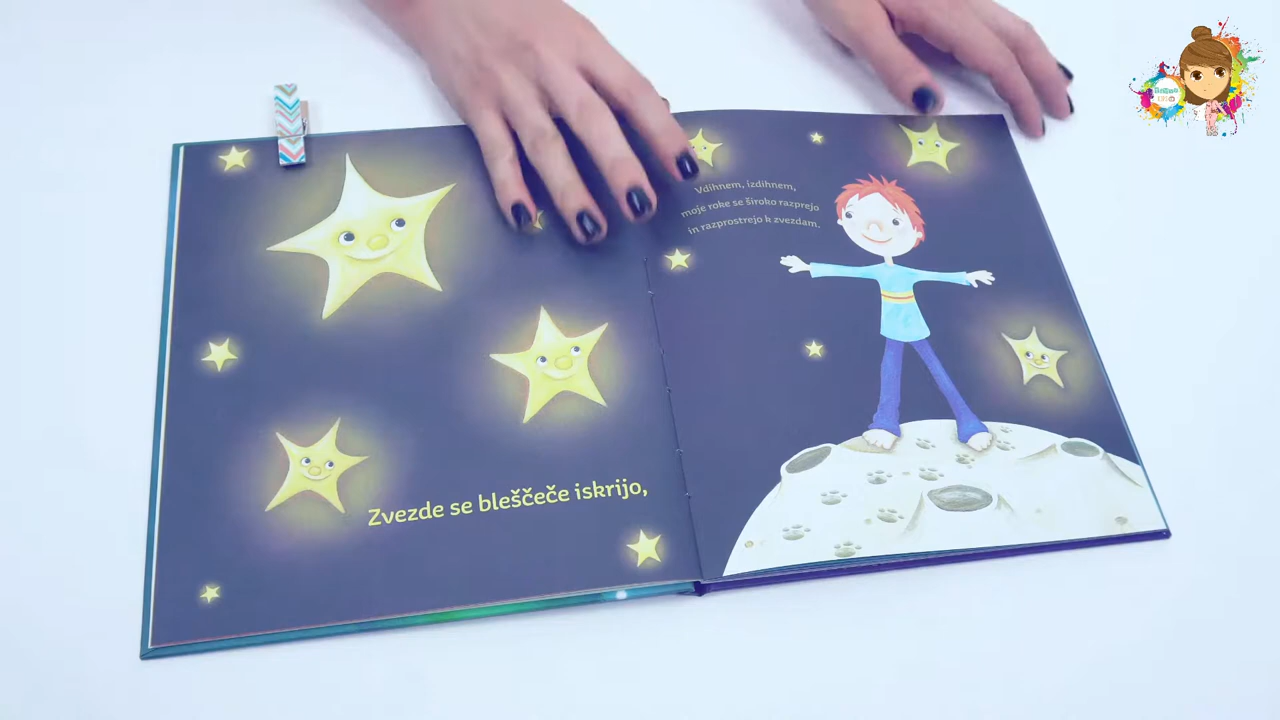 Zvezde se bleščeče iskrijo,
Vdihnem, izdihnem,
moje roke se široko razprejo
in razprostrejo k zvezdam.